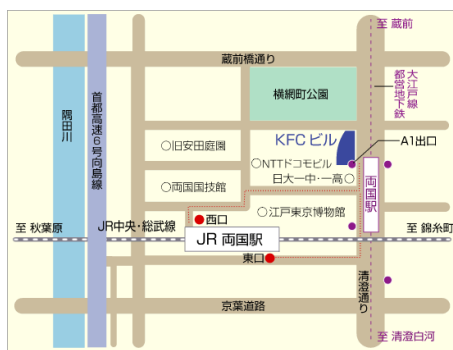 至 蔵前
蔵前橋通り
大江戸線
都営地下鉄
横網町公園
隅田川
首都高速6号向島線
KFCビル
A1出口
○旧安田庭園
○NTTドコモビル
日大一中・一高○
○両国国技館
両国駅
西口
○江戸東京博物館
至 秋葉原
JR中央・総武線
JR 両国駅
至 錦糸町
東口
清澄通り
京葉道路
至 清澄白河